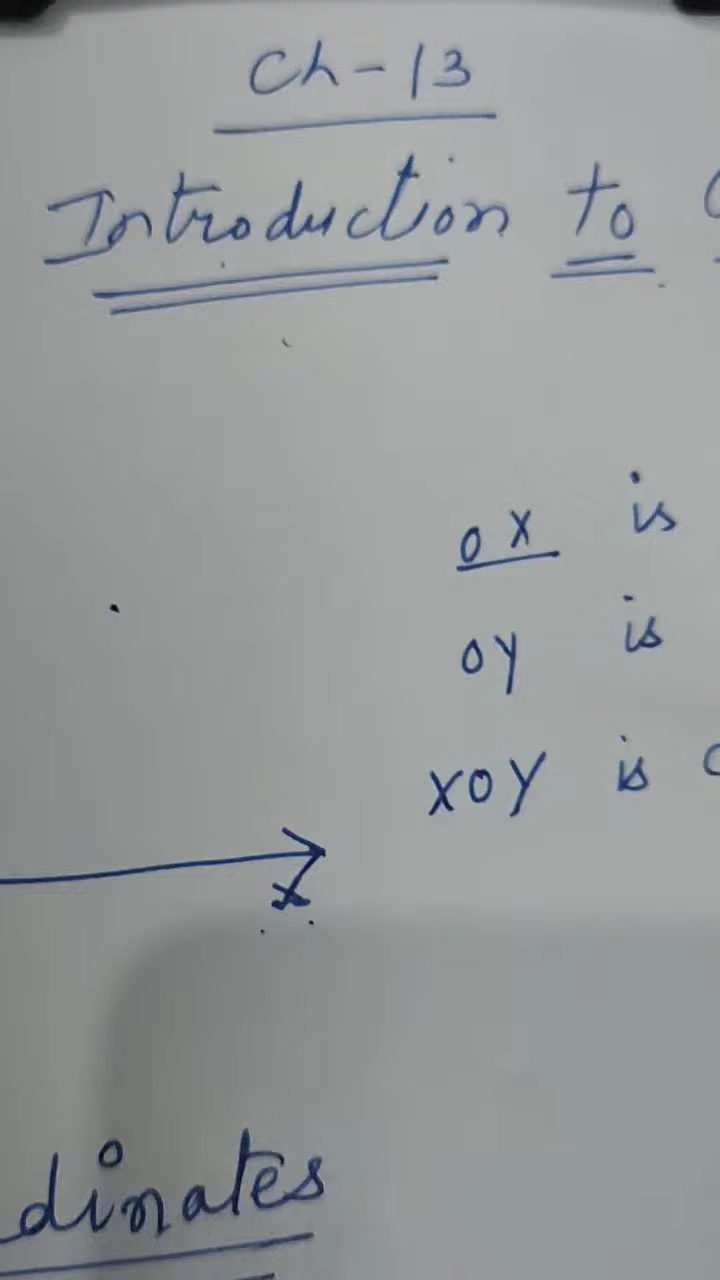 Ch-13
Introduction to
OX is
OY is
XOY is
X
dinates